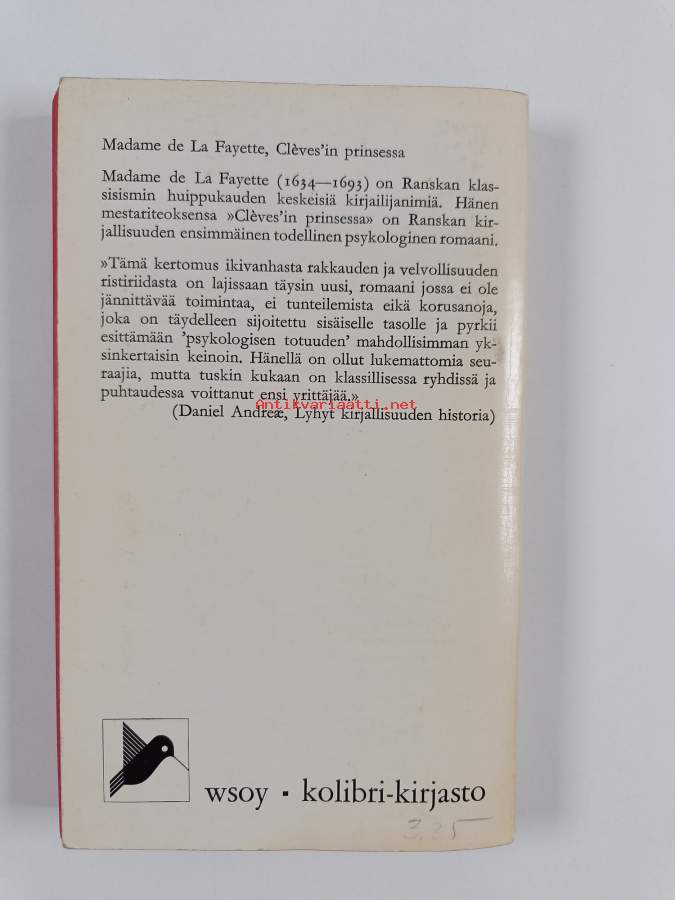 Madame de La Fayette, Clèves'in prinsessa
Madame de La Fayette (1634—1693) on Ranskan klas-
sisismin huippukauden keskeisiä kirjailijanimiä. Hänen
mestariteoksensa »Clèves'in prinsessa» on Ranskan kir-
jallisuuden ensimmäinen todellinen psykologinen romaani.
»Tämä kertomus ikivanhasta rakkauden ja velvollisuuden
ristiriidasta on lajissaan täysin uusi, romaani jossa ei ole
jännittävää toimintaa, ei tunteilemista eikä korusanoja,
joka on täydelleen sijoitettu sisäiselle tasolle ja pyrkii
esittämään 'psykologisen totuuden' mahdollisimman yk-
sinkertaisin keinoin. Hänellä on ollut lukemattomia seu-
raajia, mutta tuskin kukaan on klassillisessa ryhdissä ja
puhtaudessa voittanut ensi yrittäjää.»
Antikvariaatti.net
(Daniel Andreæ, Lyhyt kirjallisuuden historia)
wsoy ▪ kolibri-kirjasto
3,25